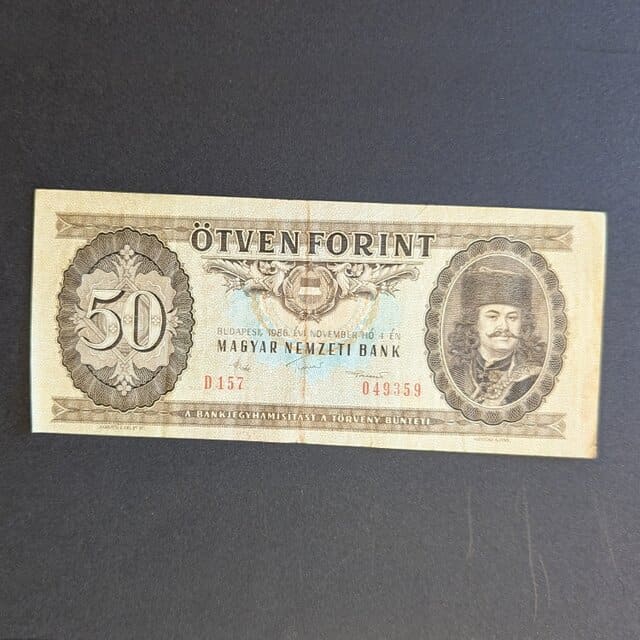 ÖTVEN FORINT
50
BUDAPEST, 1986. ÉVI NOVEMBER HÓ 4-ÉN
MAGYAR NEMZETI BANK
D 157 049359
A BANKJEGYHAMISÍTÁST A TÖRVÉNY BÜNTETI